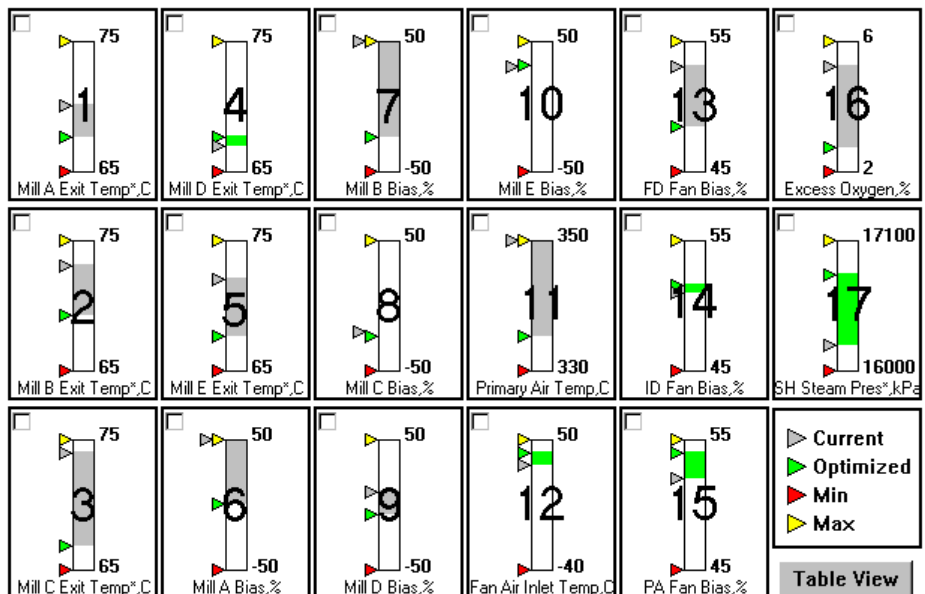 75
1
65
Mill A Exit Temp*,C
75
4
65
Mill D Exit Temp*,C
50
7
-50
Mill B Bias,%
50
10
-50
Mill E Bias,%
55
13
45
FD Fan Bias,%
6
16
2
Excess Oxygen,%
75
2
65
Mill B Exit Temp*,C
75
5
65
Mill E Exit Temp*,C
50
8
-50
Mill C Bias,%
350
11
330
Primary Air Temp,C
55
14
45
ID Fan Bias,%
17100
17
16000
SH Steam Pres*,kPa
75
3
65
Mill C Exit Temp*,C
50
6
-50
Mill A Bias,%
50
9
-50
Mill D Bias,%
50
12
-40
Fan Air Inlet Temp,C
55
15
45
PA Fan Bias,%
Current
Optimized
Min
Max
Table View